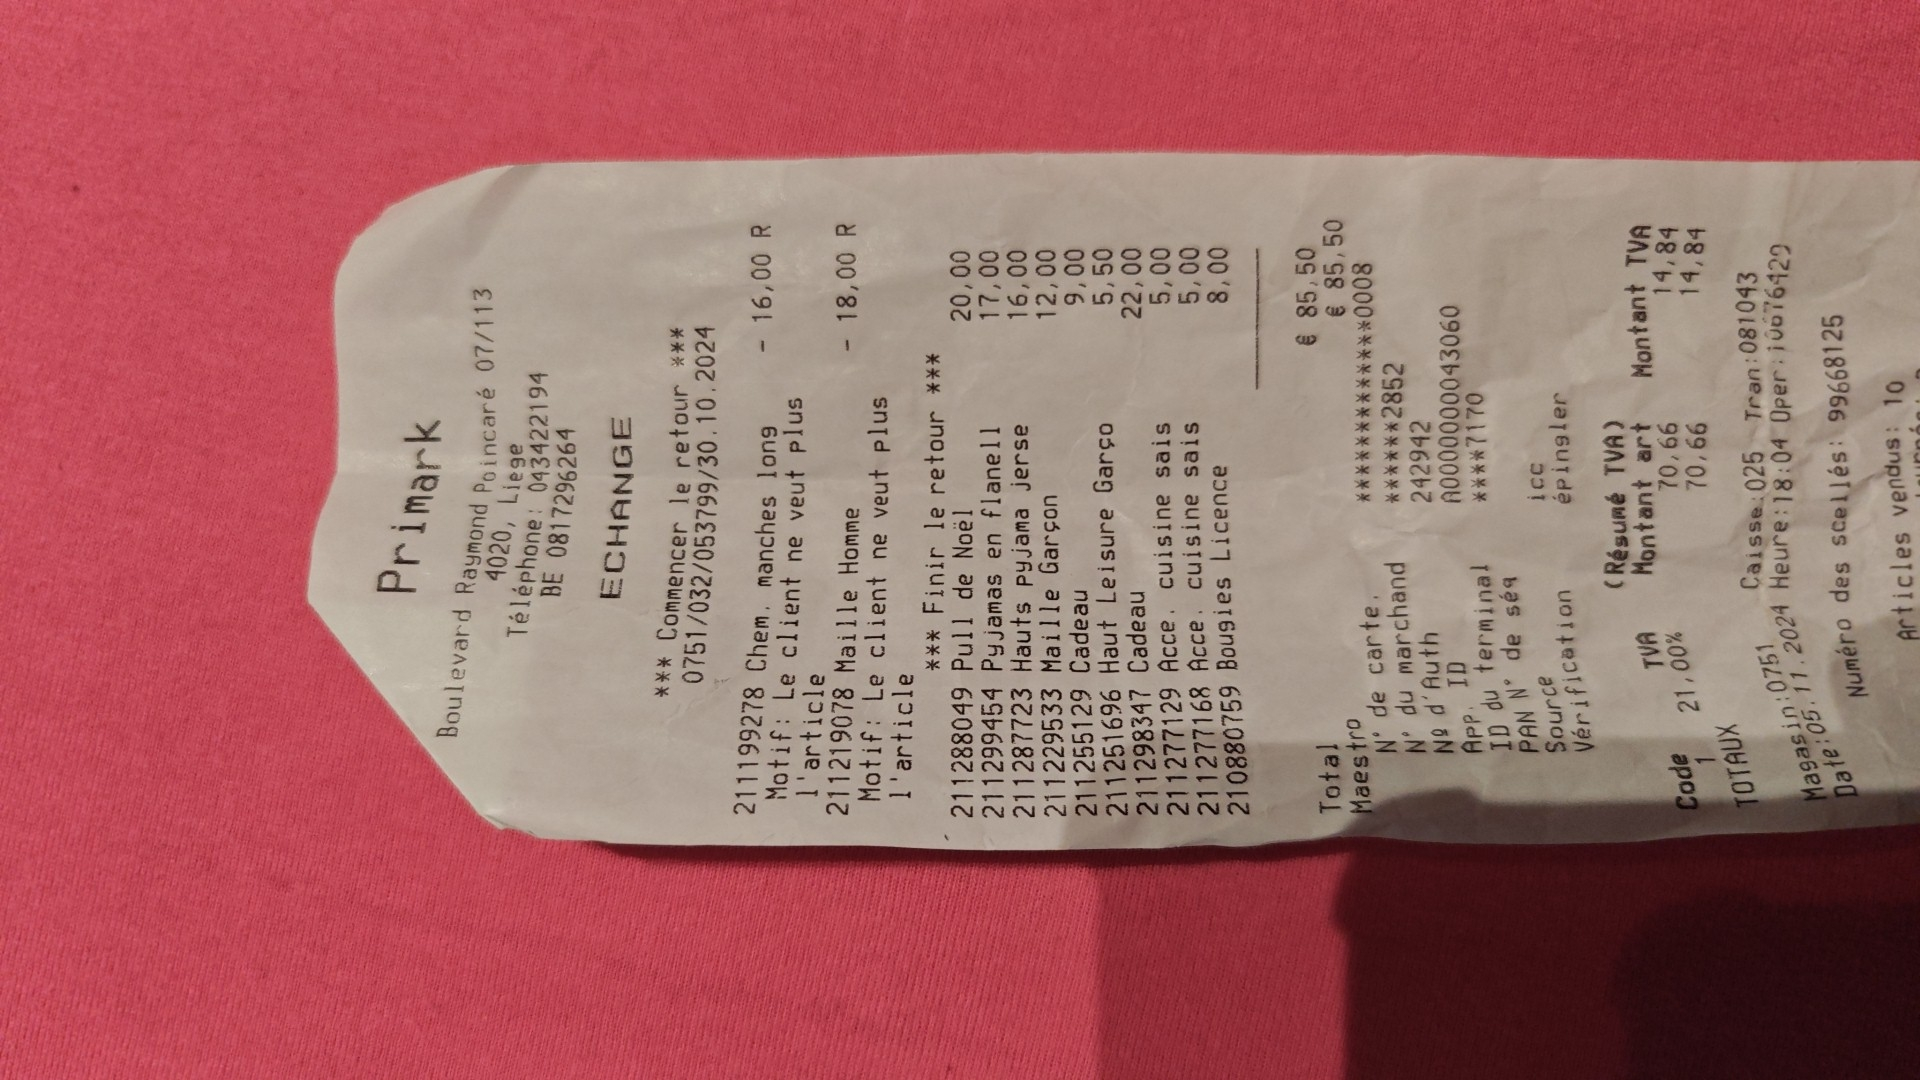 Primark
Boulevard Raymond Poincaré 07/113
4020, Liege
Téléphone: 043422194
BE 0817296264
ECHANGE
*** Commencer le retour ***
0751/032/053799/30.10.2024
211199278 Chem. manches long - 16,00 R
Motif: Le client ne veut plus
l'article
211219078 Maille Homme - 18,00 R
Motif: Le client ne veut plus
l'article
*** Finir le retour ***
211288049 Pull de Noël 20,00
211299454 Pyjamas en flanell 17,00
211287723 Hauts pyjama jerse 16,00
211229533 Maille Garçon 12,00
211255129 Cadeau 9,00
211251696 Haut Leisure Garço 5,50
211298347 Cadeau 22,00
211277129 Acce. cuisine sais 5,00
211277168 Acce. cuisine sais 5,00
210880759 Bougies Licence 8,00
Total € 85,50
Maestro € 85,50
N° de carte. ***************0008
N° du marchand ******2852
Nº d'Auth 242942
App. ID A0000000043060
ID du terminal ****7170
PAN N° de séq
Source icc
Vérification épingler
(Résumé TVA)
Code TVA Montant art Montant TVA
1 21,00% 70,66 14,84
TOTAUX 70,66 14,84
Magasin:0751 Caisse:025 Tran:081043
Date:05.11.2024 Heure:18:04 Oper:
Numéro des scellés: 99668125
Articles vendus: 10